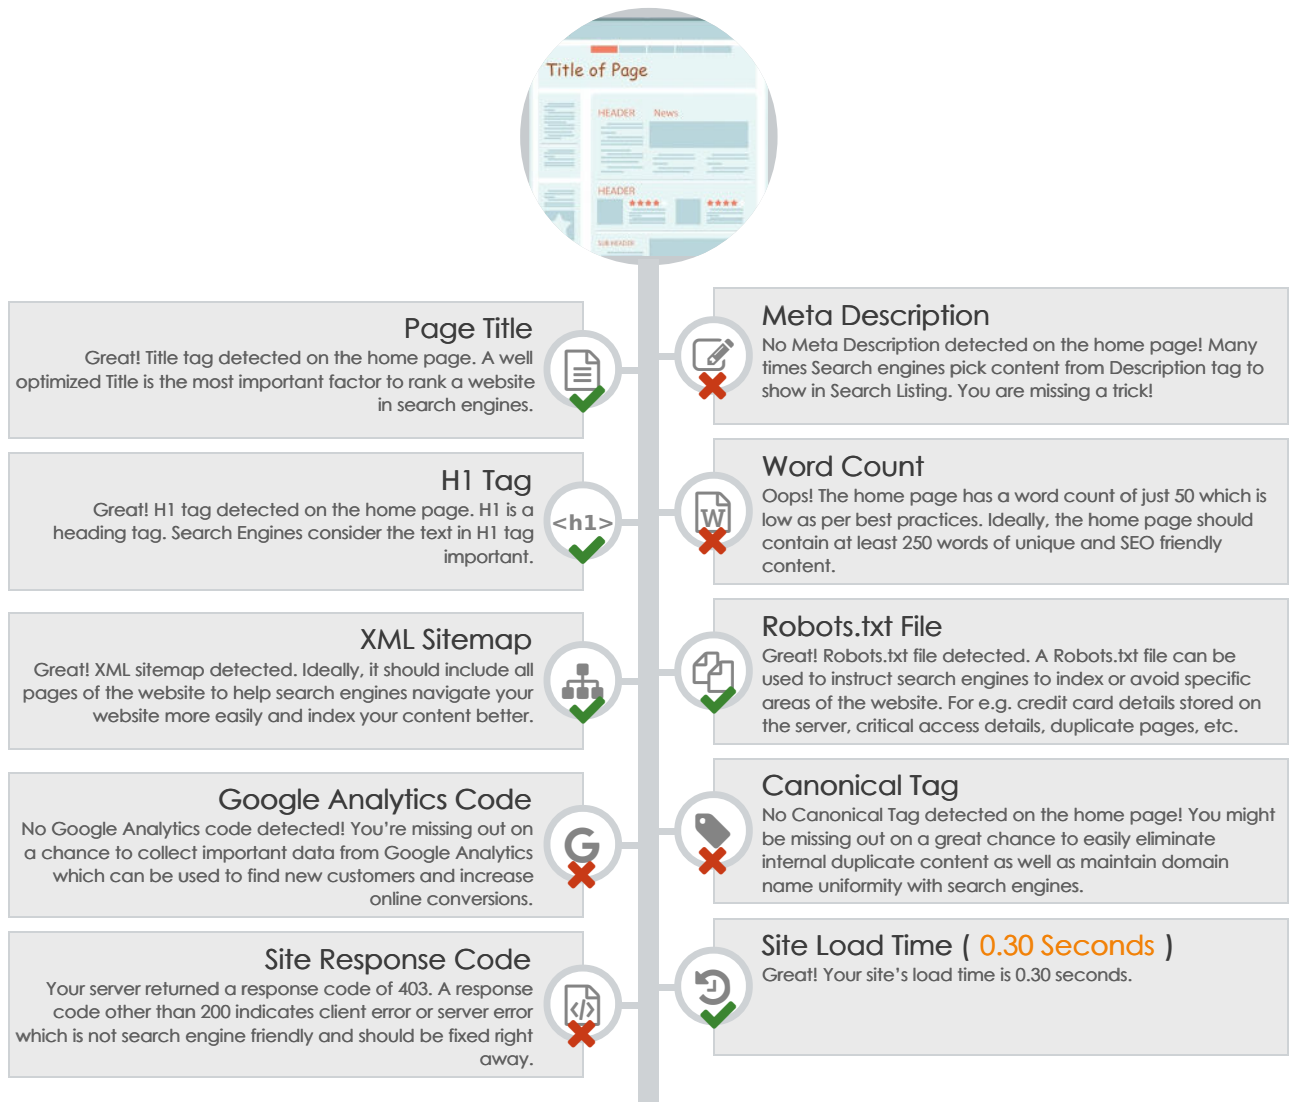 Title of Page
HEADER News
HEADER
SUB HEADER
Page Title
Great! Title tag detected on the home page. A well
optimized Title is the most important factor to rank a website
in search engines.
Meta Description
No Meta Description detected on the home page! Many
times Search engines pick content from Description tag to
show in Search Listing. You are missing a trick!
H1 Tag
Great! H1 tag detected on the home page. H1 is a
heading tag. Search Engines consider the text in H1 tag
important.
<h1>
Word Count
Oops! The home page has a word count of just 50 which is
low as per best practices. Ideally, the home page should
contain at least 250 words of unique and SEO friendly
content.
W
XML Sitemap
Great! XML sitemap detected. Ideally, it should include all
pages of the website to help search engines navigate your
website more easily and index your content better.
Robots.txt File
Great! Robots.txt file detected. A Robots.txt file can be
used to instruct search engines to index or avoid specific
areas of the website. For e.g. credit card details stored on
the server, critical access details, duplicate pages, etc.
Google Analytics Code
No Google Analytics code detected! You're missing out on
a chance to collect important data from Google Analytics
which can be used to find new customers and increase
online conversions.
G
Canonical Tag
No Canonical Tag detected on the home page! You might
be missing out on a great chance to easily eliminate
internal duplicate content as well as maintain domain
name uniformity with search engines.
Site Response Code
Your server returned a response code of 403. A response
code other than 200 indicates client error or server error
which is not search engine friendly and should be fixed right
away.
</>
Site Load Time ( 0.30 Seconds )
Great! Your site's load time is 0.30 seconds.